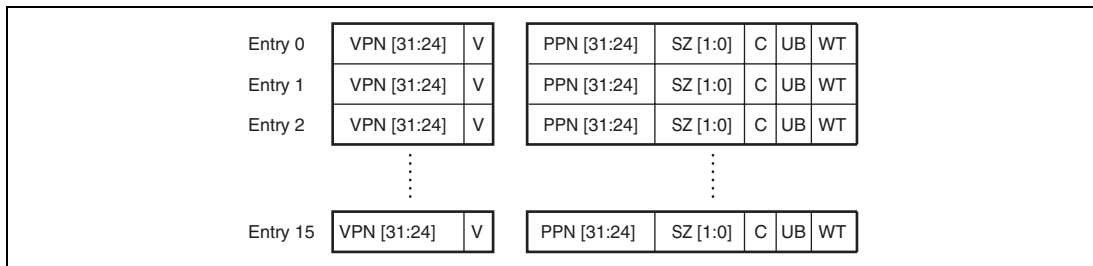 Entry 0 VPN [31:24] V PPN [31:24] SZ [1:0] C UB WT
Entry 1 VPN [31:24] V PPN [31:24] SZ [1:0] C UB WT
Entry 2 VPN [31:24] V PPN [31:24] SZ [1:0] C UB WT
Entry 15 VPN [31:24] V PPN [31:24] SZ [1:0] C UB WT